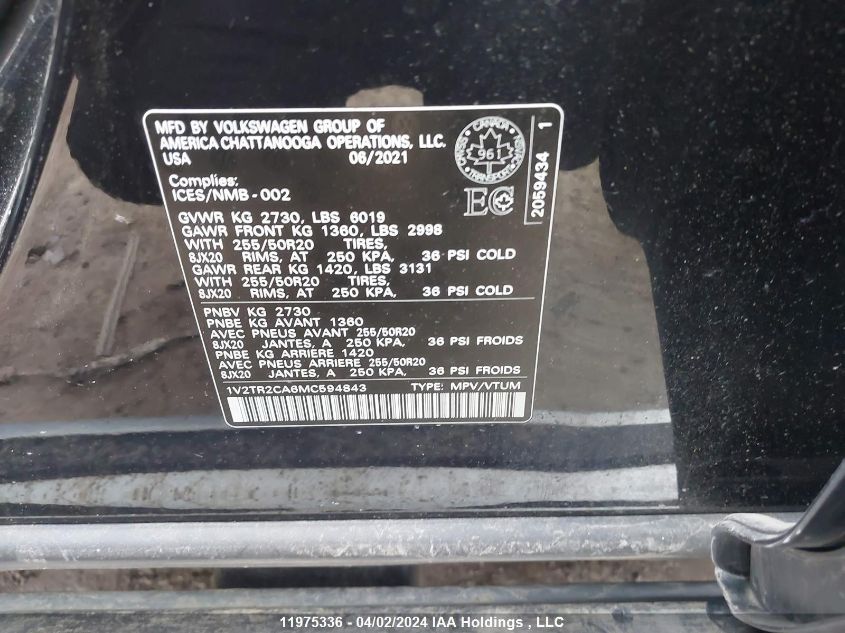 MFD BY VOLKSWAGEN GROUP OF
AMERICA CHATTANOOGA OPERATIONS, LLC.
USA 06/2021
CANADA
961
TRANSPORT
Complies:
ICES/NMB-002
EC
2059434 1
GVWR KG 2730, LBS 6019
GAWR FRONT KG 1360, LBS 2998
WITH 255/50R20 TIRES,
8JX20 RIMS, AT 250 KPA, 36 PSI COLD
GAWR REAR KG 1420, LBS 3131
WITH 255/50R20 TIRES,
8JX20 RIMS, AT 250 KPA, 36 PSI COLD
PNBV KG 2730
PNBE KG AVANT 1360
AVEC PNEUS AVANT 255/50R20
8JX20 JANTES, A 250 KPA, 36 PSI FROIDS
PNBE KG ARRIERE 1420
AVEC PNEUS ARRIERE 255/50R20
8JX20 JANTES, A 250 KPA, 36 PSI FROIDS
1V2TR2CA6MC594843 TYPE: MPV/VTUM
11975336 - 04/02/2024 IAA Holdings , LLC